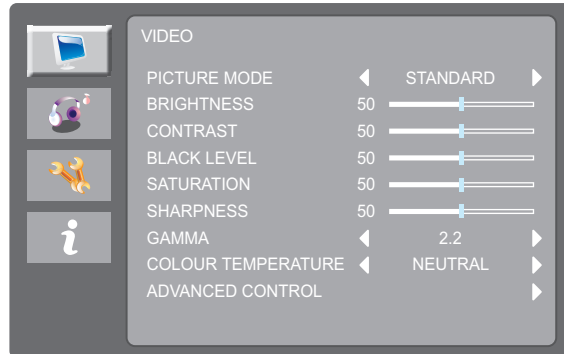 VIDEO
PICTURE MODE STANDARD
BRIGHTNESS 50
CONTRAST 50
BLACK LEVEL 50
SATURATION 50
SHARPNESS 50
GAMMA 2.2
COLOUR TEMPERATURE NEUTRAL
ADVANCED CONTROL
i